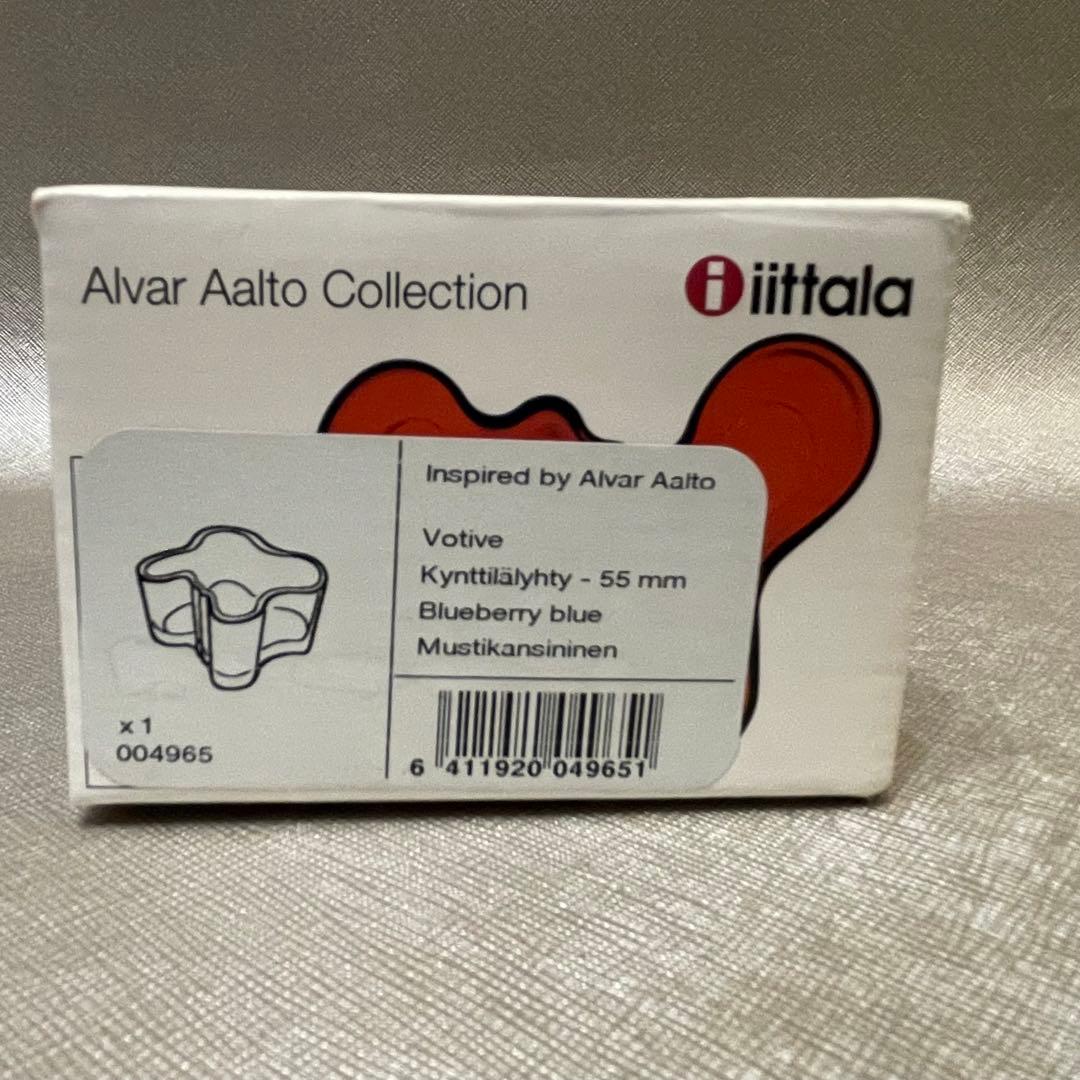 Alvar Aalto Collection
i iittala
Inspired by Alvar Aalto
Votive
Kynttilälyhty - 55 mm
Blueberry blue
Mustikansininen
x 1
004965
6 411920 049651